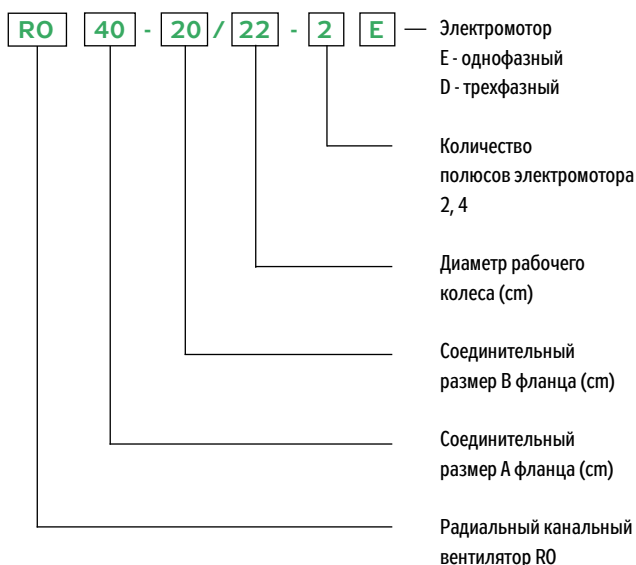 RO 40 - 20 / 22 - 2 E — Электромотор
E - однофазный
D - трехфазный
Количество
полюсов электромотора
2, 4
Диаметр рабочего
колеса (cm)
Соединительный
размер B фланца (cm)
Соединительный
размер A фланца (cm)
Радиальный канальный
вентилятор RO